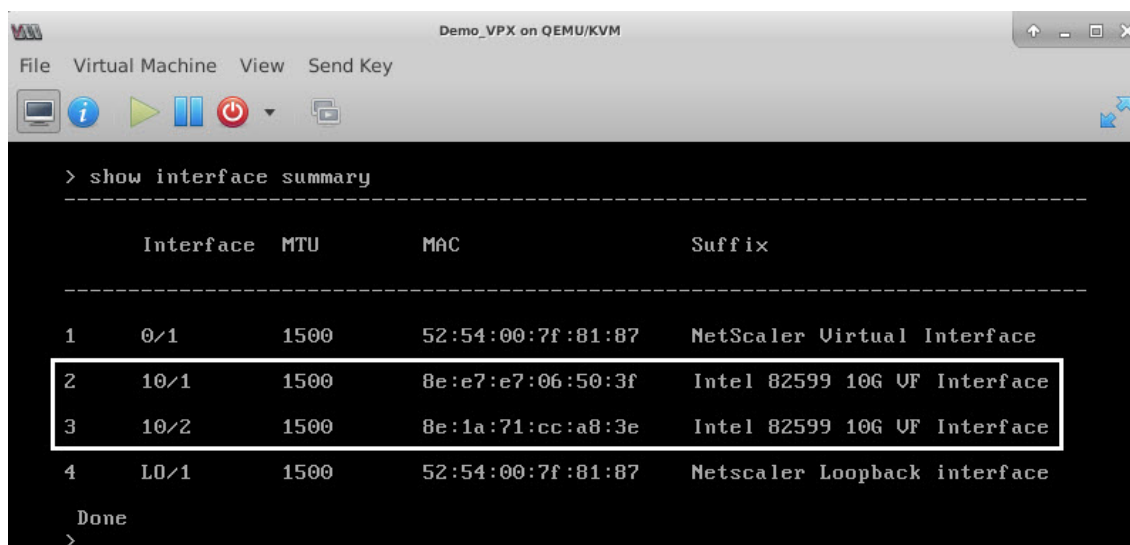 Demo_VPX on QEMU/KVM
File Virtual Machine View Send Key
> show interface summary
--------------------------------------------------------------------------------
Interface MTU MAC Suffix
--------------------------------------------------------------------------------
1 0/1 1500 52:54:00:7f:81:87 NetScaler Virtual Interface
2 10/1 1500 8e:e7:e7:06:50:3f Intel 82599 10G VF Interface
3 10/2 1500 8e:1a:71:cc:a8:3e Intel 82599 10G VF Interface
4 LO/1 1500 52:54:00:7f:81:87 Netscaler Loopback interface
Done
>